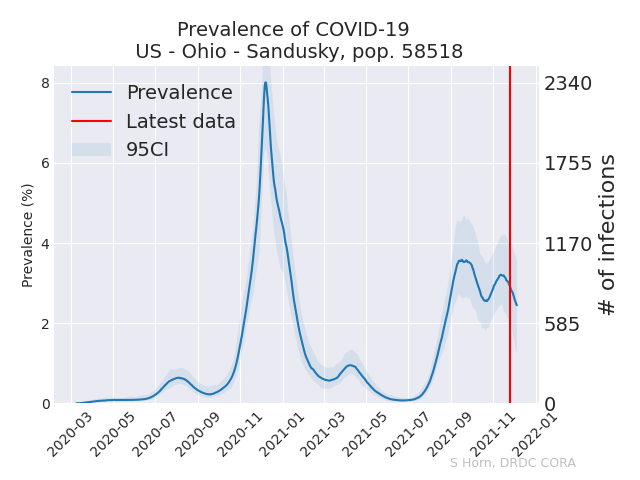 Prevalence of COVID-19
US - Ohio - Sandusky, pop. 58518
Prevalence
Latest data
95CI
Prevalence (%)
8
6
4
2
0
2340
1755
1170
585
0
# of infections
2020-03
2020-05
2020-07
2020-09
2020-11
2021-01
2021-03
2021-05
2021-07
2021-09
2021-11
2022-01
S Horn, DRDC CORA